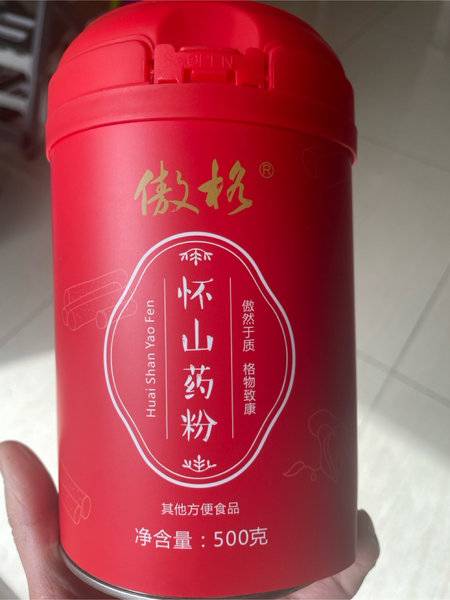 OPEN
傲格®
怀山药粉
Huai Shan Yao Fen
傲然于质 格物致康
其他方便食品
净含量：500克